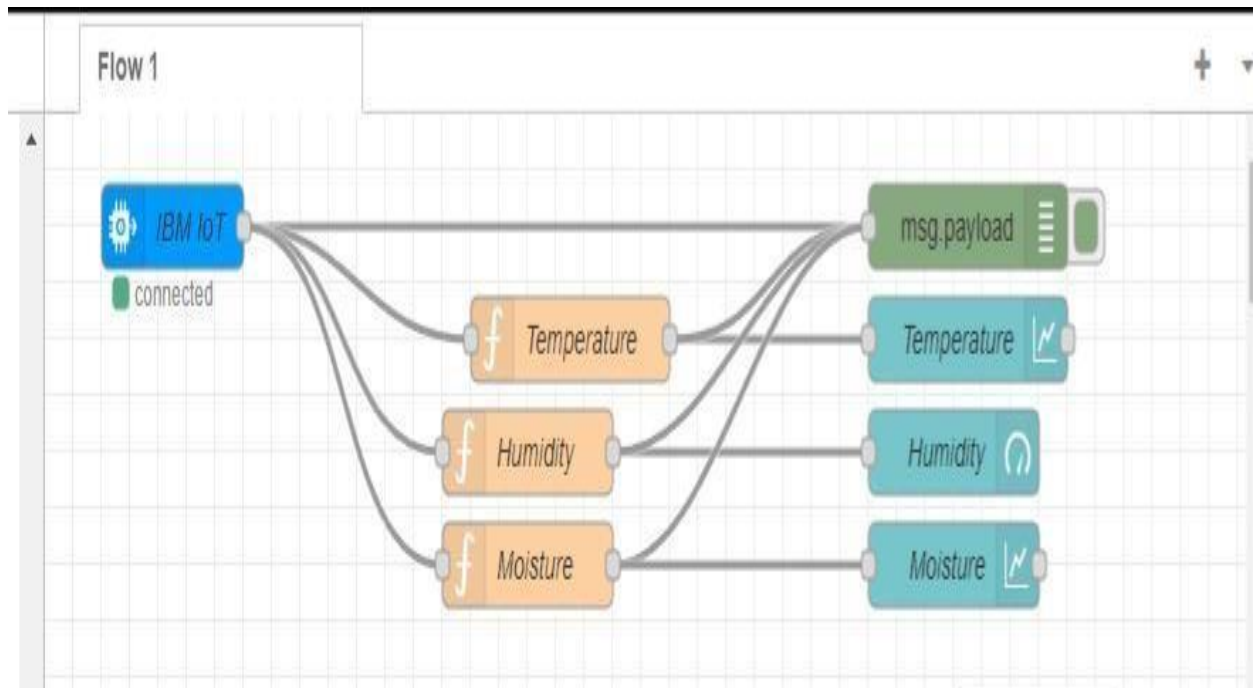 Flow 1
IBM IoT
msg.payload
connected
Temperature
Temperature
Humidity
Humidity
Moisture
Moisture